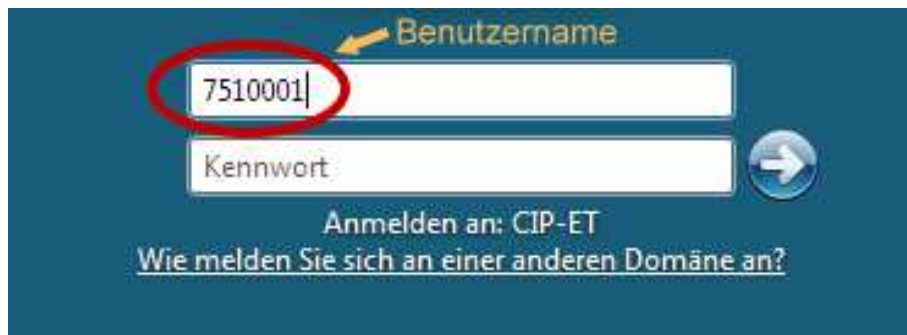 Benutzername
7510001
Kennwort
Anmelden an: CIP-ET
Wie melden Sie sich an einer anderen Domäne an?